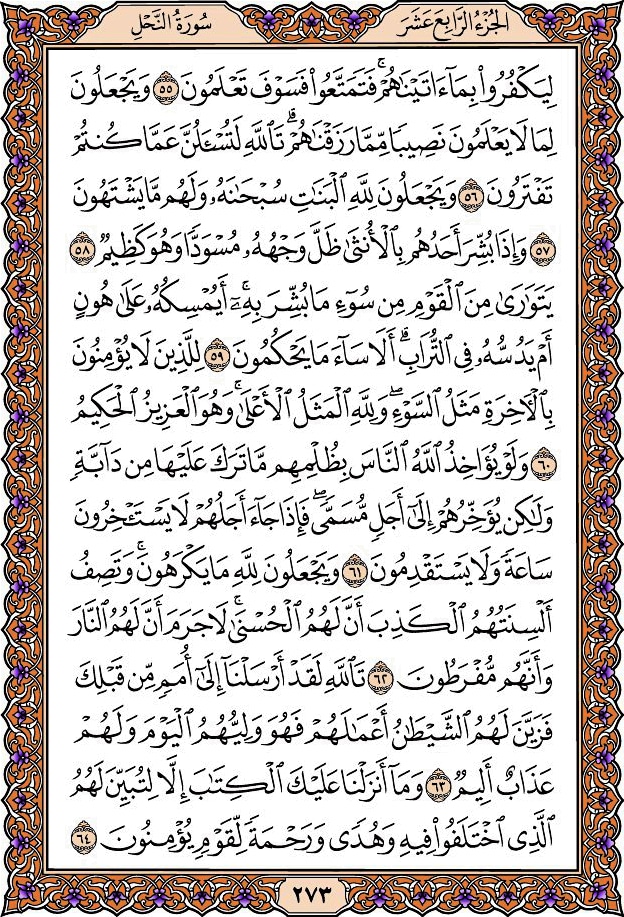 الجُزءُ الرَّابِعَ عَشَرَ
سُورَةُ النَّحْلِ
لِيَكْفُرُوا۟ بِمَآ ءَاتَيْنَٰهُمْ ۚ فَتَمَتَّعُوا۟ فَسَوْفَ تَعْلَمُونَ ٥٥ وَيَجْعَلُونَ
لِمَا لَا يَعْلَمُونَ نَصِيبًا مِّمَّا رَزَقْنَٰهُمْ ۗ تَٱللَّهِ لَتُسْـَٔلُنَّ عَمَّا كُنتُمْ
تَفْتَرُونَ ٥٦ وَيَجْعَلُونَ لِلَّهِ ٱلْبَنَٰتِ سُبْحَٰنَهُۥ وَلَهُم مَّا يَشْتَهُونَ
٥٧ وَإِذَا بُشِّرَ أَحَدُهُم بِٱلْأُنثَىٰ ظَلَّ وَجْهُهُۥ مُسْوَدًّا وَهُوَ كَظِيمٌ ٥٨
يَتَوَٰرَىٰ مِنَ ٱلْقَوْمِ مِن سُوٓءِ مَا بُشِّرَ بِهِۦٓ ۚ أَيُمْسِكُهُۥ عَلَىٰ هُونٍ
أَمْ يَدُسُّهُۥ فِى ٱلتُّرَابِ ۗ أَلَا سَآءَ مَا يَحْكُمُونَ ٥٩ لِلَّذِينَ لَا يُؤْمِنُونَ
بِٱلْـَٔاخِرَةِ مَثَلُ ٱلسَّوْءِ ۖ وَلِلَّهِ ٱلْمَثَلُ ٱلْأَعْلَىٰ ۚ وَهُوَ ٱلْعَزِيزُ ٱلْحَكِيمُ
٦٠ وَلَوْ يُؤَاخِذُ ٱللَّهُ ٱلنَّاسَ بِظُلْمِهِم مَّا تَرَكَ عَلَيْهَا مِن دَآبَّةٍ
وَلَٰكِن يُؤَخِّرُهُمْ إِلَىٰٓ أَجَلٍ مُّسَمًّى ۖ فَإِذَا جَآءَ أَجَلُهُمْ لَا يَسْتَـْٔخِرُونَ
سَاعَةً ۖ وَلَا يَسْتَقْدِمُونَ ٦١ وَيَجْعَلُونَ لِلَّهِ مَا يَكْرَهُونَ ۚ وَتَصِفُ
أَلْسِنَتُهُمُ ٱلْكَذِبَ أَنَّ لَهُمُ ٱلْحُسْنَىٰ ۖ لَا جَرَمَ أَنَّ لَهُمُ ٱلنَّارَ
وَأَنَّهُم مُّفْرَطُونَ ٦٢ تَٱللَّهِ لَقَدْ أَرْسَلْنَآ إِلَىٰٓ أُمَمٍ مِّن قَبْلِكَ
فَزَيَّنَ لَهُمُ ٱلشَّيْطَٰنُ أَعْمَٰلَهُمْ فَهُوَ وَلِيُّهُمُ ٱلْيَوْمَ وَلَهُمْ
عَذَابٌ أَلِيمٌ ٦٣ وَمَآ أَنزَلْنَا عَلَيْكَ ٱلْكِتَٰبَ إِلَّا لِتُبَيِّنَ لَهُمُ
ٱلَّذِى ٱخْتَلَفُوا۟ فِيهِ ۙ وَهُدًى وَرَحْمَةً لِّقَوْمٍ يُؤْمِنُونَ ٦٤
٢٧٣